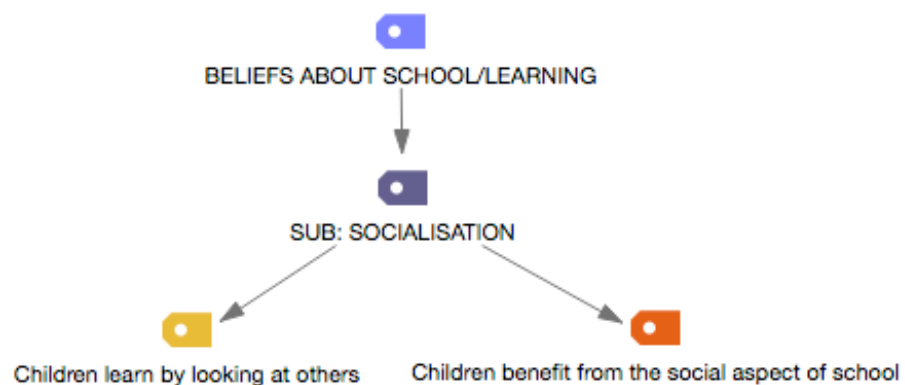 BELIEFS ABOUT SCHOOL/LEARNING
SUB: SOCIALISATION
Children learn by looking at others
Children benefit from the social aspect of school